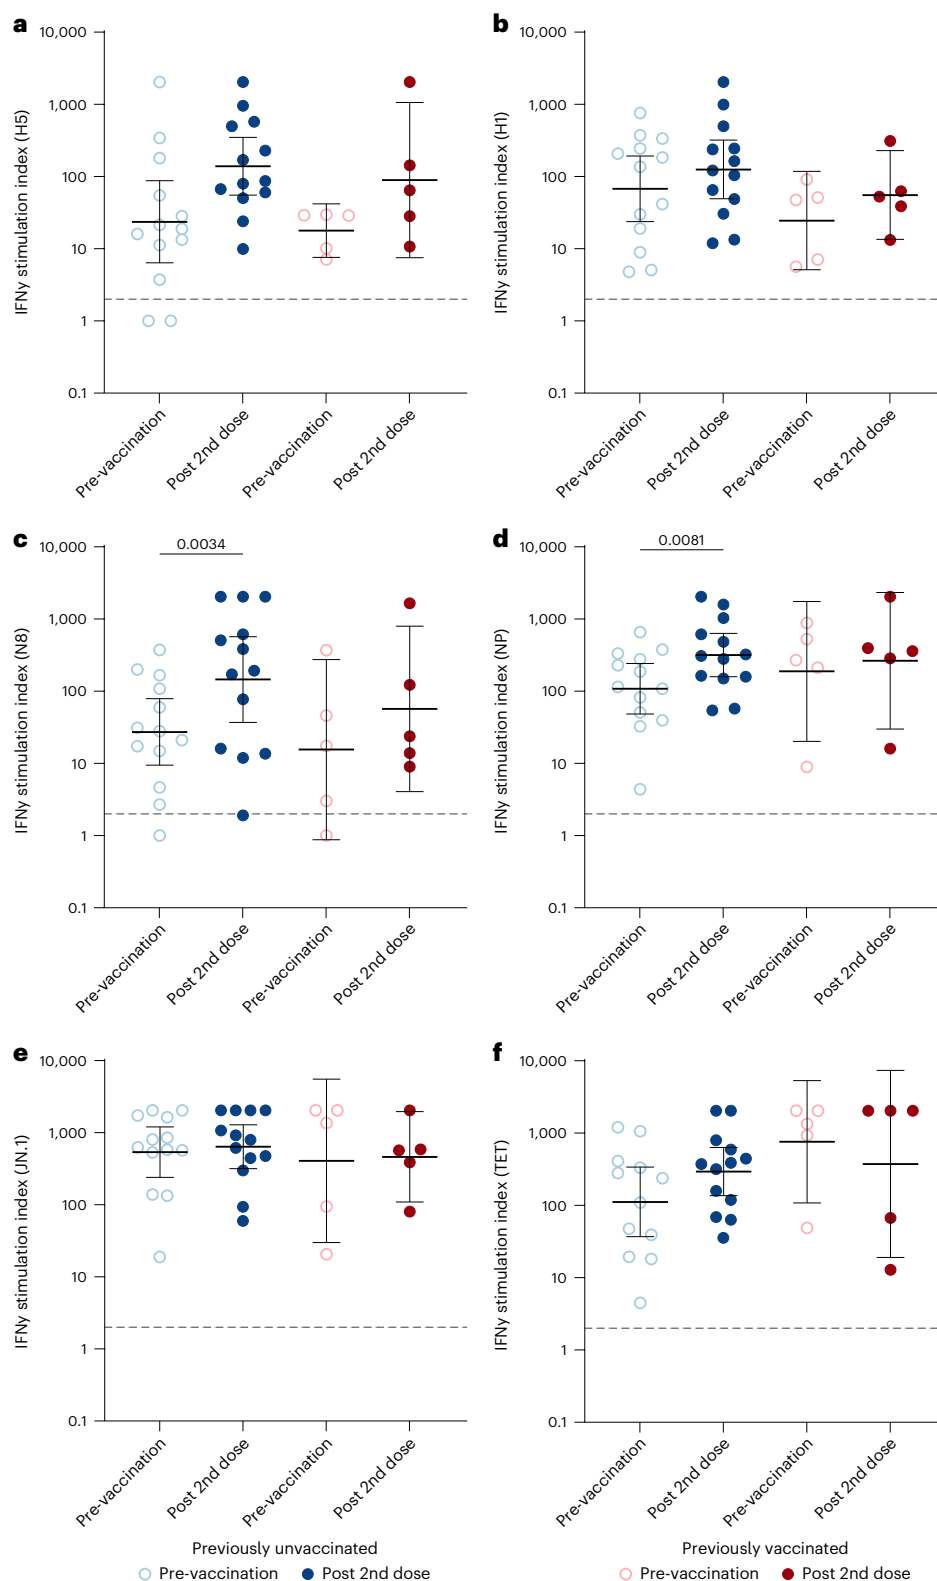 a
10,000
1,000
100
10
1
0.1
IFNy stimulation index (H5)
Pre-vaccination
Post 2nd dose
Pre-vaccination
Post 2nd dose
b
10,000
1,000
100
10
1
0.1
IFNy stimulation index (H1)
Pre-vaccination
Post 2nd dose
Pre-vaccination
Post 2nd dose
c
10,000
1,000
100
10
1
0.1
IFNy stimulation index (N8)
0.0034
Pre-vaccination
Post 2nd dose
Pre-vaccination
Post 2nd dose
d
10,000
1,000
100
10
1
0.1
IFNy stimulation index (NP)
0.0081
Pre-vaccination
Post 2nd dose
Pre-vaccination
Post 2nd dose
e
10,000
1,000
100
10
1
0.1
IFNy stimulation index (JN.1)
Pre-vaccination
Post 2nd dose
Pre-vaccination
Post 2nd dose
f
10,000
1,000
100
10
1
0.1
IFNy stimulation index (TET)
Pre-vaccination
Post 2nd dose
Pre-vaccination
Post 2nd dose
Previously unvaccinated
Pre-vaccination Post 2nd dose
Previously vaccinated
Pre-vaccination Post 2nd dose